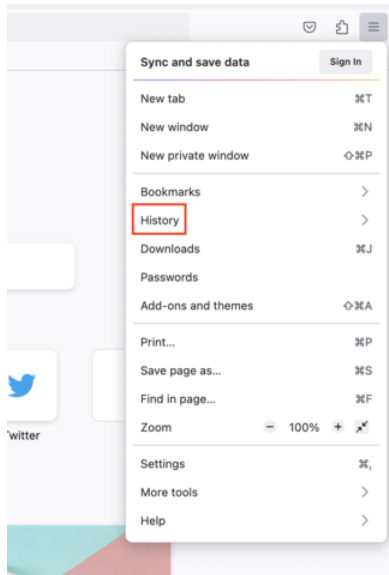 Sync and save data Sign In
New tab ⌘T
New window ⌘N
New private window ⇧⌘P
Bookmarks
History
Downloads ⌘J
Passwords
Add-ons and themes ⇧⌘A
Print... ⌘P
Save page as... ⌘S
Find in page... ⌘F
Zoom − 100% +
Twitter
Settings ⌘,
More tools
Help